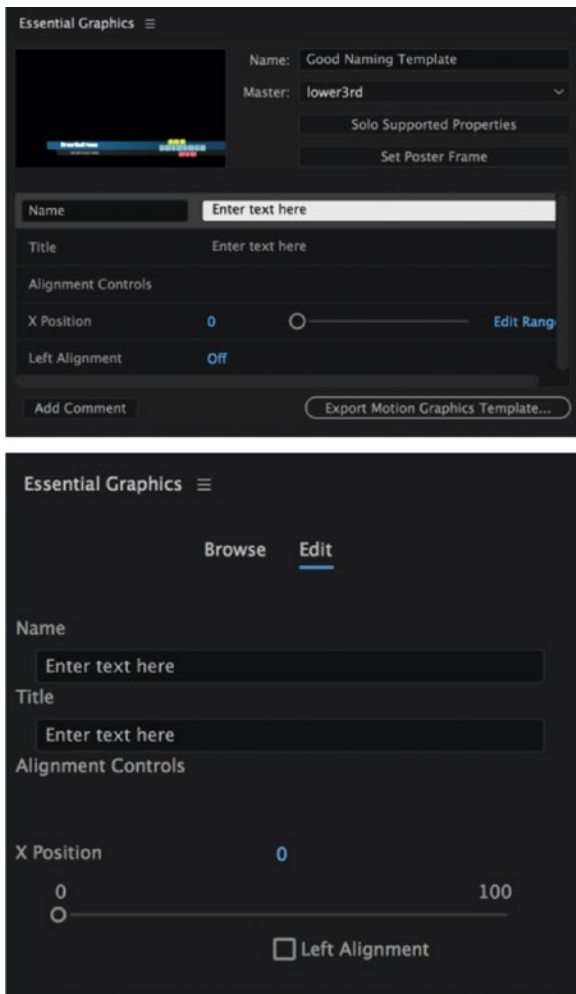 Essential Graphics
Name: Good Naming Template
Master: lower3rd
Solo Supported Properties
Set Poster Frame
Name Enter text here
Title Enter text here
Alignment Controls
X Position 0 Edit Rang
Left Alignment Off
Add Comment Export Motion Graphics Template...
Essential Graphics
Browse Edit
Name
Enter text here
Title
Enter text here
Alignment Controls
X Position 0
0 100
Left Alignment